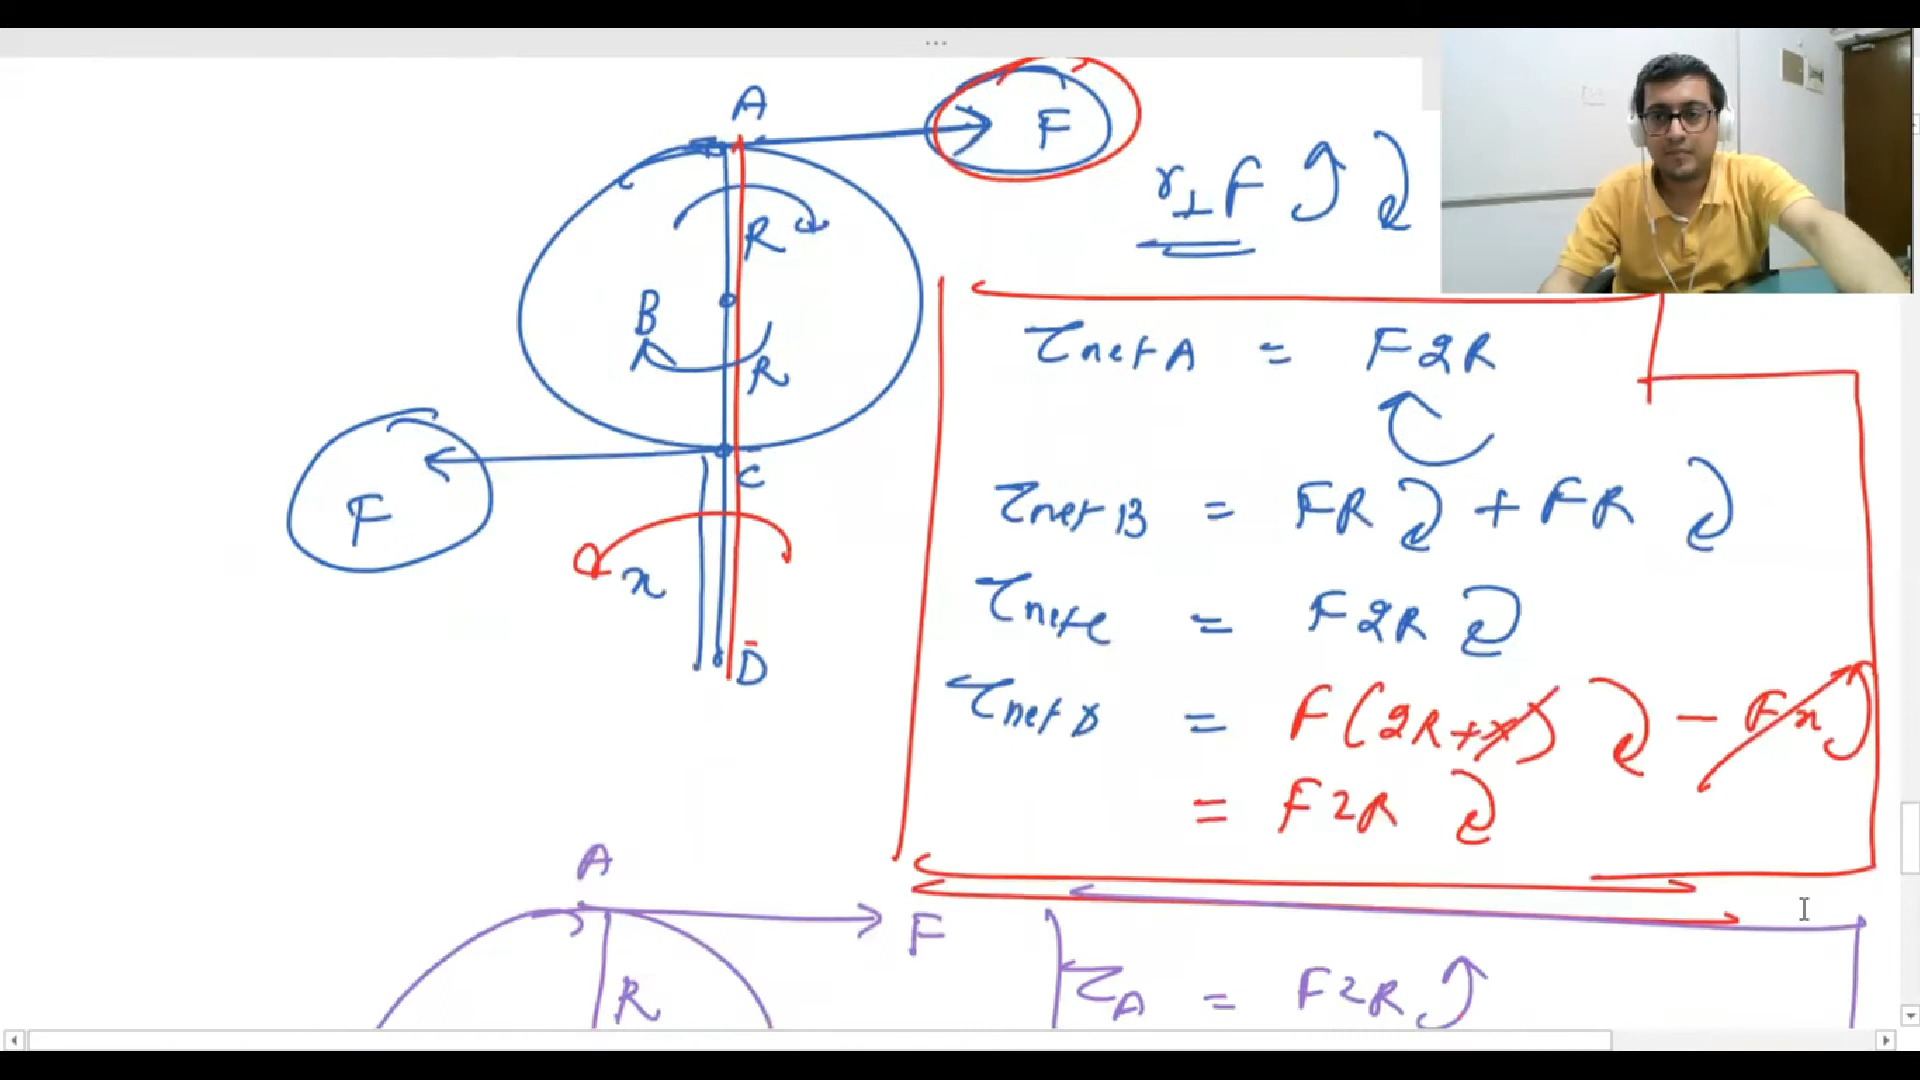 A
F
r⊥F
R
B
R
C
F
x
D
τnet A = F2R
τnet B = FR + FR
τnet C = F2R
τnet D = F(2R+x) - Fx
= F2R
A
F
R
τA = F2R